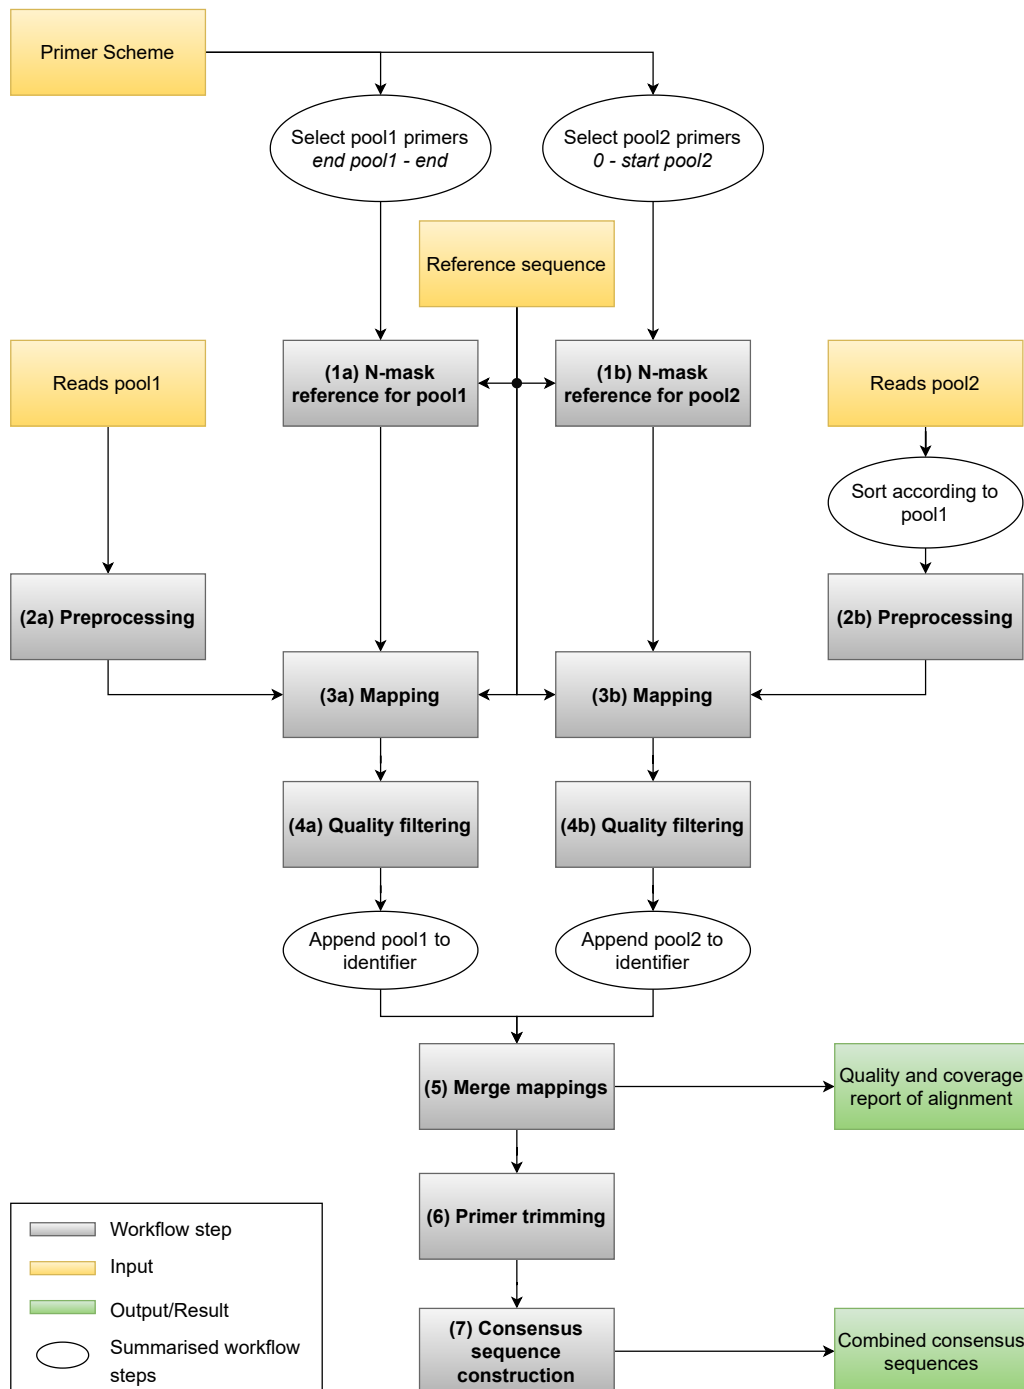 Primer Scheme
Select pool1 primers
end pool1 - end
Select pool2 primers
0 - start pool2
Reference sequence
Reads pool1
(1a) N-mask
reference for pool1
(1b) N-mask
reference for pool2
Reads pool2
Sort according to
pool1
(2a) Preprocessing
(2b) Preprocessing
(3a) Mapping
(3b) Mapping
(4a) Quality filtering
(4b) Quality filtering
Append pool1 to
identifier
Append pool2 to
identifier
(5) Merge mappings
Quality and coverage
report of alignment
(6) Primer trimming
(7) Consensus
sequence
construction
Combined consensus
sequences
Workflow step
Input
Output/Result
Summarised workflow
steps